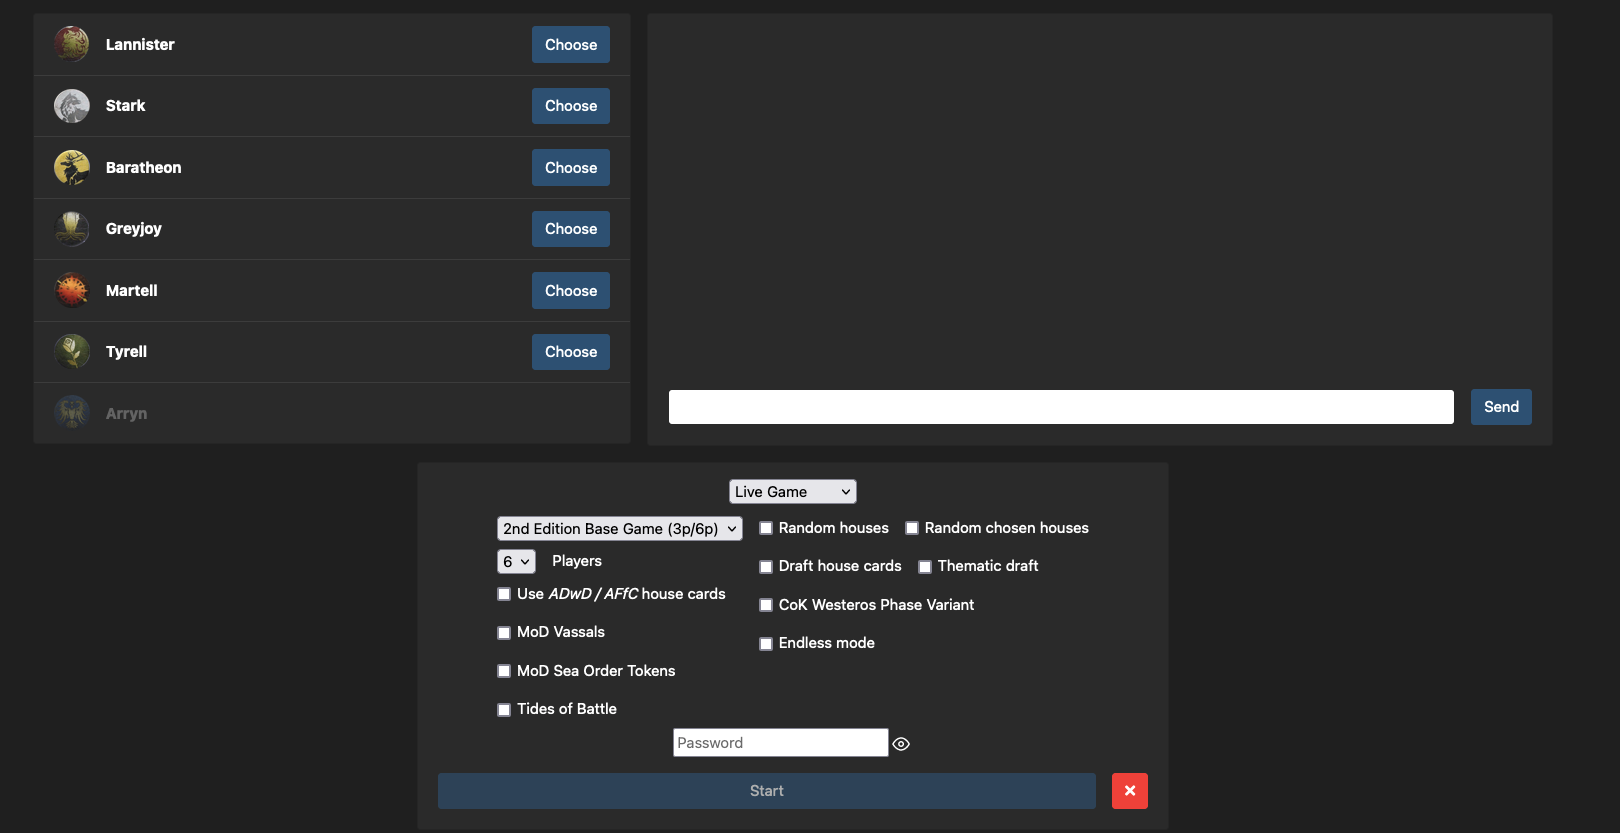 Lannister Choose
Stark Choose
Baratheon Choose
Greyjoy Choose
Martell Choose
Tyrell Choose
Arryn
Send
Live Game
2nd Edition Base Game (3p/6p)
6 Players
Use ADwD / AFfC house cards
MoD Vassals
MoD Sea Order Tokens
Tides of Battle
Random houses Random chosen houses
Draft house cards Thematic draft
CoK Westeros Phase Variant
Endless mode
Password
Start